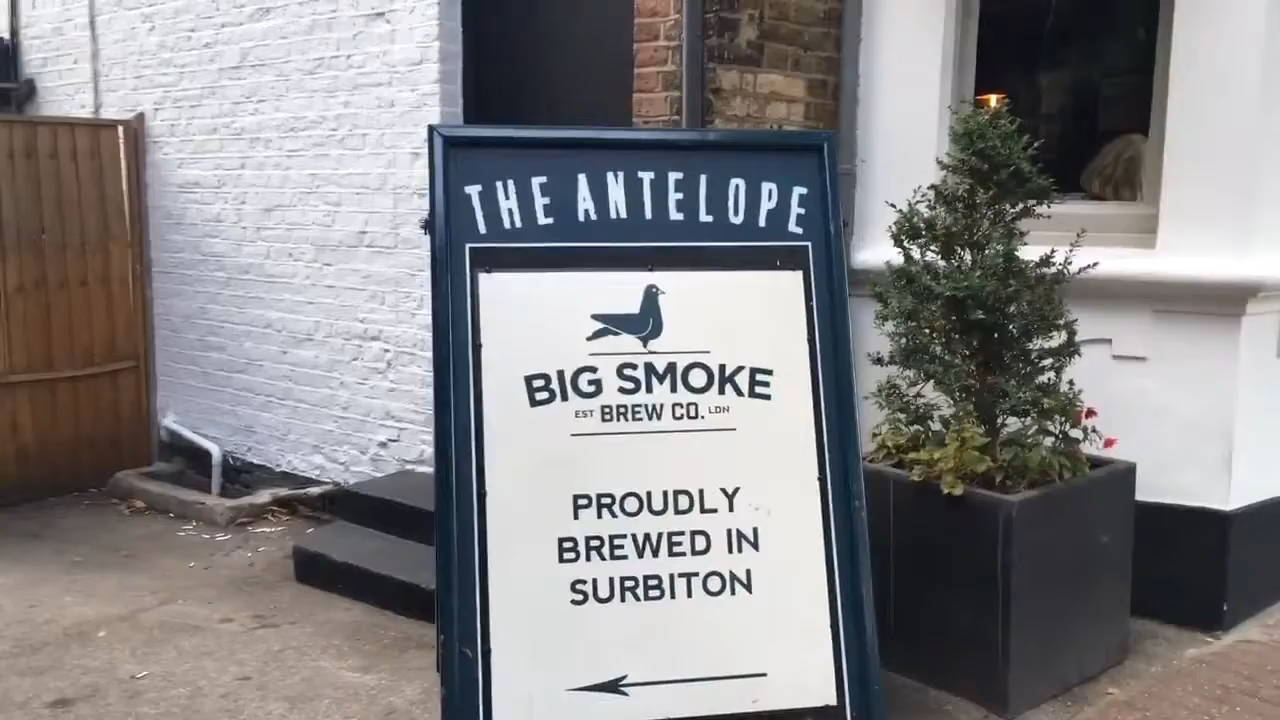 THE ANTELOPE
BIG SMOKE
EST BREW CO. LDN
PROUDLY
BREWED IN
SURBITON